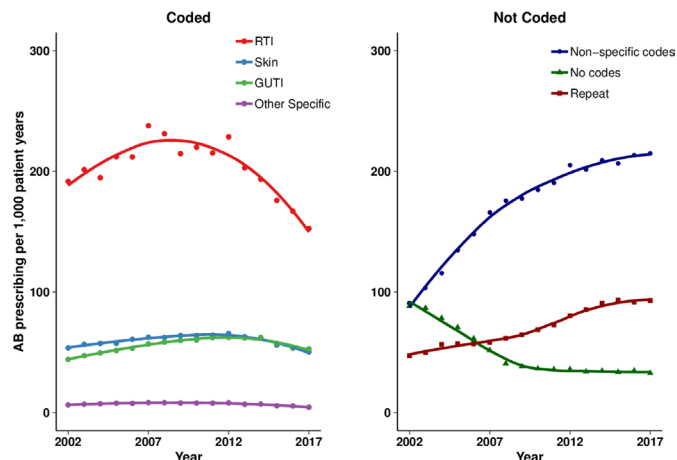 Coded
Not Coded
AB prescribing per 1,000 patient years
300
200
100
0
2002
2007
2012
2017
Year
RTI
Skin
GUTI
Other Specific
300
200
100
0
2002
2007
2012
2017
Year
Non-specific codes
No codes
Repeat